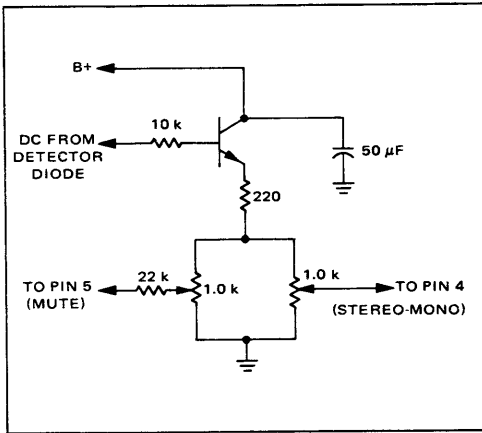 B+
10 k
DC FROM
DETECTOR
DIODE
50 μF
220
TO PIN 5
(MUTE)
22 k
1.0 k
1.0 k
TO PIN 4
(STEREO-MONO)